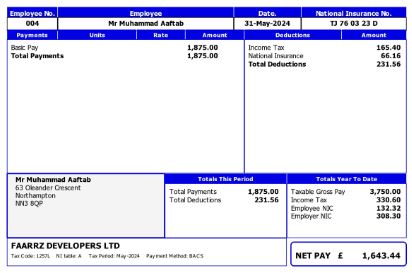 Employee No. Employee Date. National Insurance No.
004 Mr Muhammad Aaftab 31-May-2024 TJ 76 03 23 D
Payments Units Rate Amount Deductions Amount
Basic Pay 1,875.00 Income Tax 165.40
Total Payments 1,875.00 National Insurance 66.16
Total Deductions 231.56
Mr Muhammad Aaftab Totals This Period Totals Year To Date
63 Oleander Crescent Total Payments 1,875.00 Taxable Gross Pay 3,750.00
Northampton Total Deductions 231.56 Income Tax 330.60
NN3 8QP Employee NIC 132.32
Employer NIC 308.30
FAARRZ DEVELOPERS LTD
Tax Code: 1257L NI table: A Tax Period: May-2024 Payment Method: BACS
NET PAY £ 1,643.44